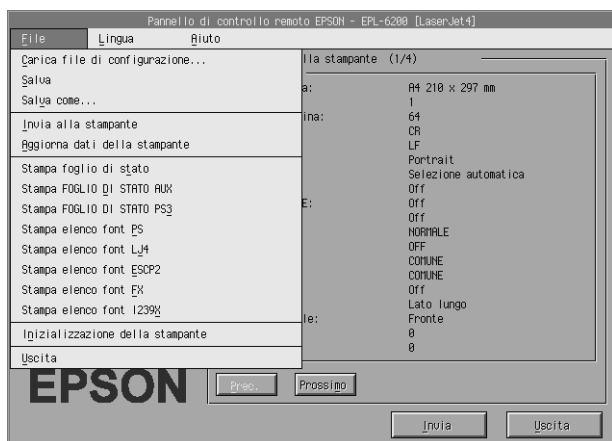 Pannello di controllo remoto EPSON - EPL-6200 [LaserJet4]
File Lingua Aiuto
Carica file di configurazione...
Salva
Salva come...
Invia alla stampante
Aggiorna dati della stampante
Stampa foglio di stato
Stampa FOGLIO DI STATO AUX
Stampa FOGLIO DI STATO PS3
Stampa elenco font PS
Stampa elenco font LJ4
Stampa elenco font ESCP2
Stampa elenco font FX
Stampa elenco font I239X
Inizializzazione della stampante
Uscita
lla stampante (1/4)
a: A4 210 x 297 mm
1
ina: 64
CR
LF
Portrait
Selezione automatica
Off
E: Off
Off
NORMALE
OFF
COMUNE
COMUNE
Off
Lato lungo
le: Fronte
0
0
EPSON
Prec. Prossimo
Invia Uscita